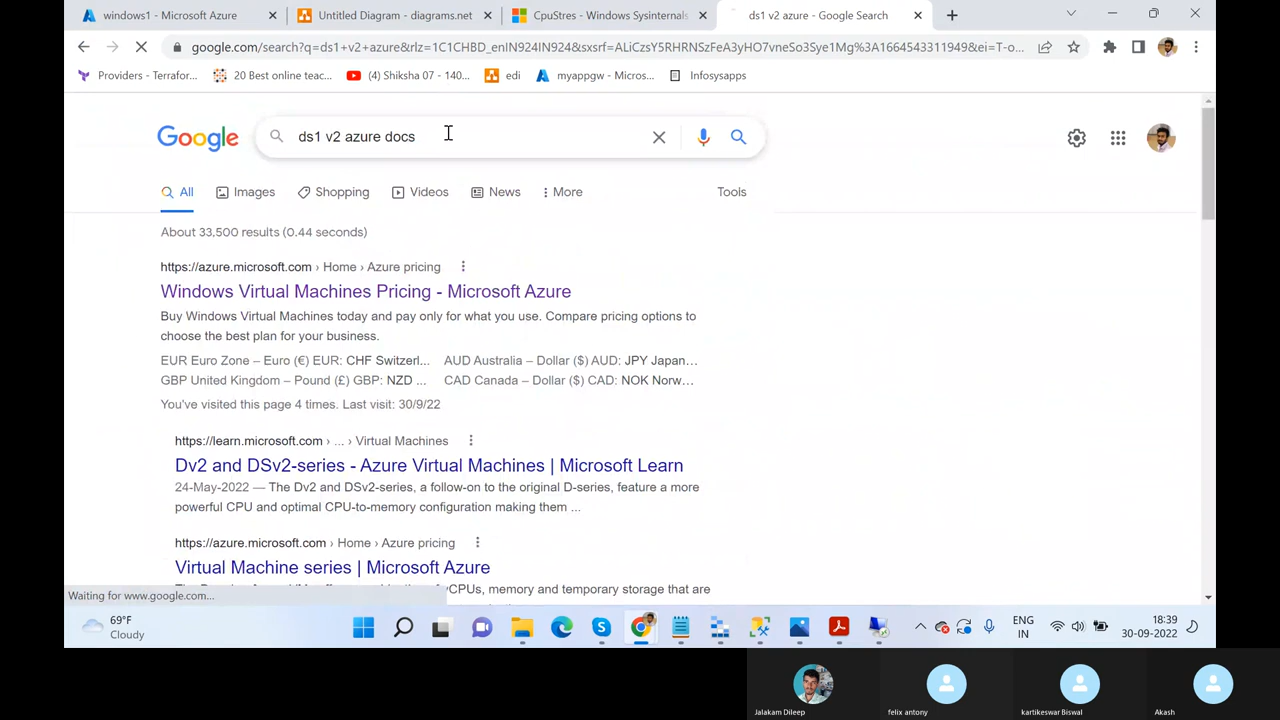 windows1 - Microsoft Azure
Untitled Diagram - diagrams.net
CpuStres - Windows Sysinternals
ds1 v2 azure - Google Search
google.com/search?q=ds1+v2+azure&rlz=1C1CHBD_enIN924IN924&sxsrf=ALiCzsY5RHRNSzFeA3yHO7vneSo3Sye1Mg%3A1664543311949&ei=T-o...
Providers - Terrafor...
20 Best online teac...
(4) Shiksha 07 - 140...
edi
myappgw - Micros...
Infosysapps
Google
ds1 v2 azure docs
All
Images
Shopping
Videos
News
More
Tools
About 33,500 results (0.44 seconds)
https://azure.microsoft.com › Home › Azure pricing
Windows Virtual Machines Pricing - Microsoft Azure
Buy Windows Virtual Machines today and pay only for what you use. Compare pricing options to
choose the best plan for your business.
EUR Euro Zone – Euro (€) EUR: CHF Switzerl...
AUD Australia – Dollar ($) AUD: JPY Japan...
GBP United Kingdom – Pound (£) GBP: NZD ...
CAD Canada – Dollar ($) CAD: NOK Norw...
You've visited this page 4 times. Last visit: 30/9/22
https://learn.microsoft.com › ... › Virtual Machines
Dv2 and DSv2-series - Azure Virtual Machines | Microsoft Learn
24-May-2022 — The Dv2 and DSv2-series, a follow-on to the original D-series, feature a more
powerful CPU and optimal CPU-to-memory configuration making them ...
https://azure.microsoft.com › Home › Azure pricing
Virtual Machine series | Microsoft Azure
vCPUs, memory and temporary storage that are
Waiting for www.google.com...
69°F
Cloudy
ENG
IN
18:39
30-09-2022
Jalakam Dileep
felix antony
kartikeswar Biswal
Akash